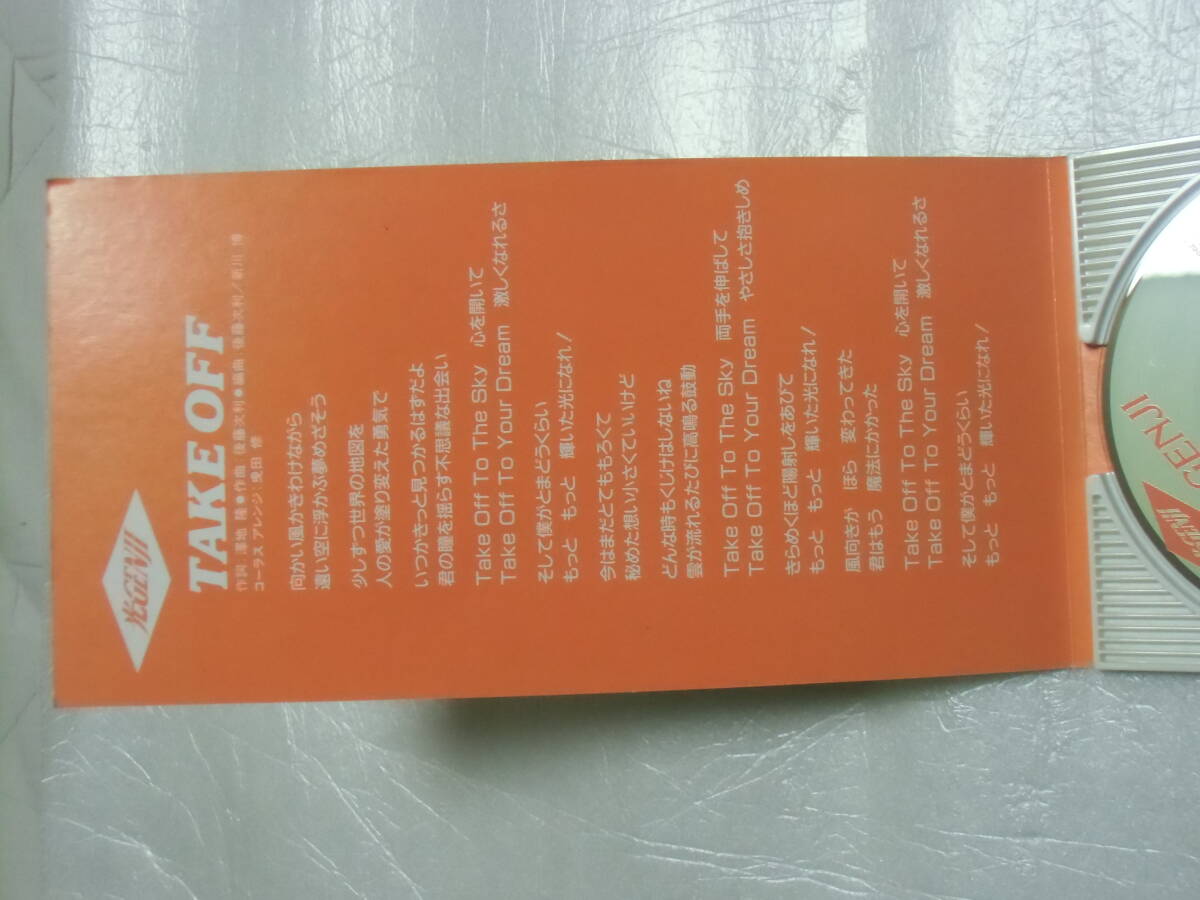 光GENJI
TAKE OFF
作詞 澤地 隆●作曲 後藤次利●編曲 後藤次利/新川 博
コーラス アレンジ 曵田 修
向かい風かきわけながら
遠い空に浮かぶ夢めざそう
少しずつ世界の地図を
人の愛が塗り変えた勇気で
いつかきっと見つかるはずだよ
君の瞳を揺らす不思議な出会い
Take Off To The Sky 心を開いて
Take Off To Your Dream 激しくなれるさ
そして僕がとまどうくらい
もっと もっと 輝いた光になれ!
今はまだとてももろくて
秘めた想い小さくていいけど
どんな時もくじけはしないね
雲が流れるたびに高鳴る鼓動
Take Off To The Sky 両手を伸ばして
Take Off To Your Dream やさしさ抱きしめ
きらめくほど陽射しをあびて
もっと もっと 輝いた光になれ!
風向きが ほら 変わってきた
君はもう 魔法にかかった
Take Off To The Sky 心を開いて
Take Off To Your Dream 激しくなれるさ
そして僕がとまどうくらい
もっと もっと 輝いた光になれ!
GENJI